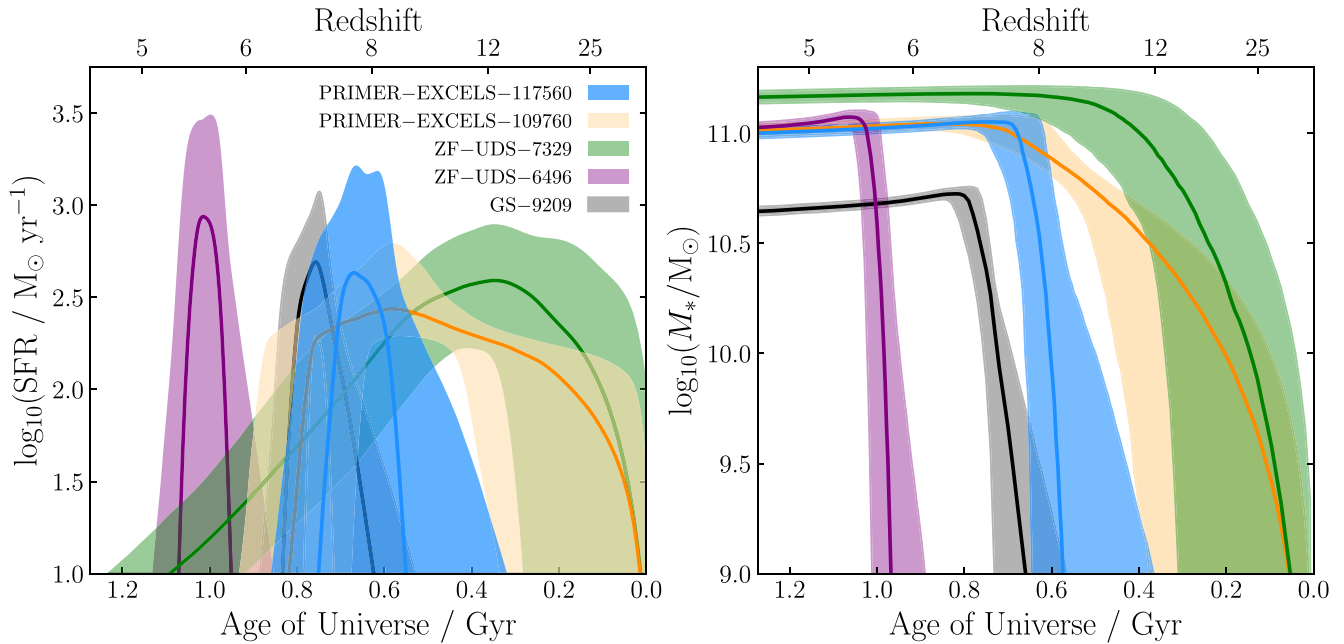 Redshift
5 6 8 12 25
log10(SFR / M⊙ yr−1)
3.5
3.0
2.5
2.0
1.5
1.0
PRIMER−EXCELS−117560
PRIMER−EXCELS−109760
ZF−UDS−7329
ZF−UDS−6496
GS−9209
1.2 1.0 0.8 0.6 0.4 0.2 0.0
Age of Universe / Gyr
Redshift
5 6 8 12 25
log10(M*/M⊙)
11.0
10.5
10.0
9.5
9.0
1.2 1.0 0.8 0.6 0.4 0.2 0.0
Age of Universe / Gyr